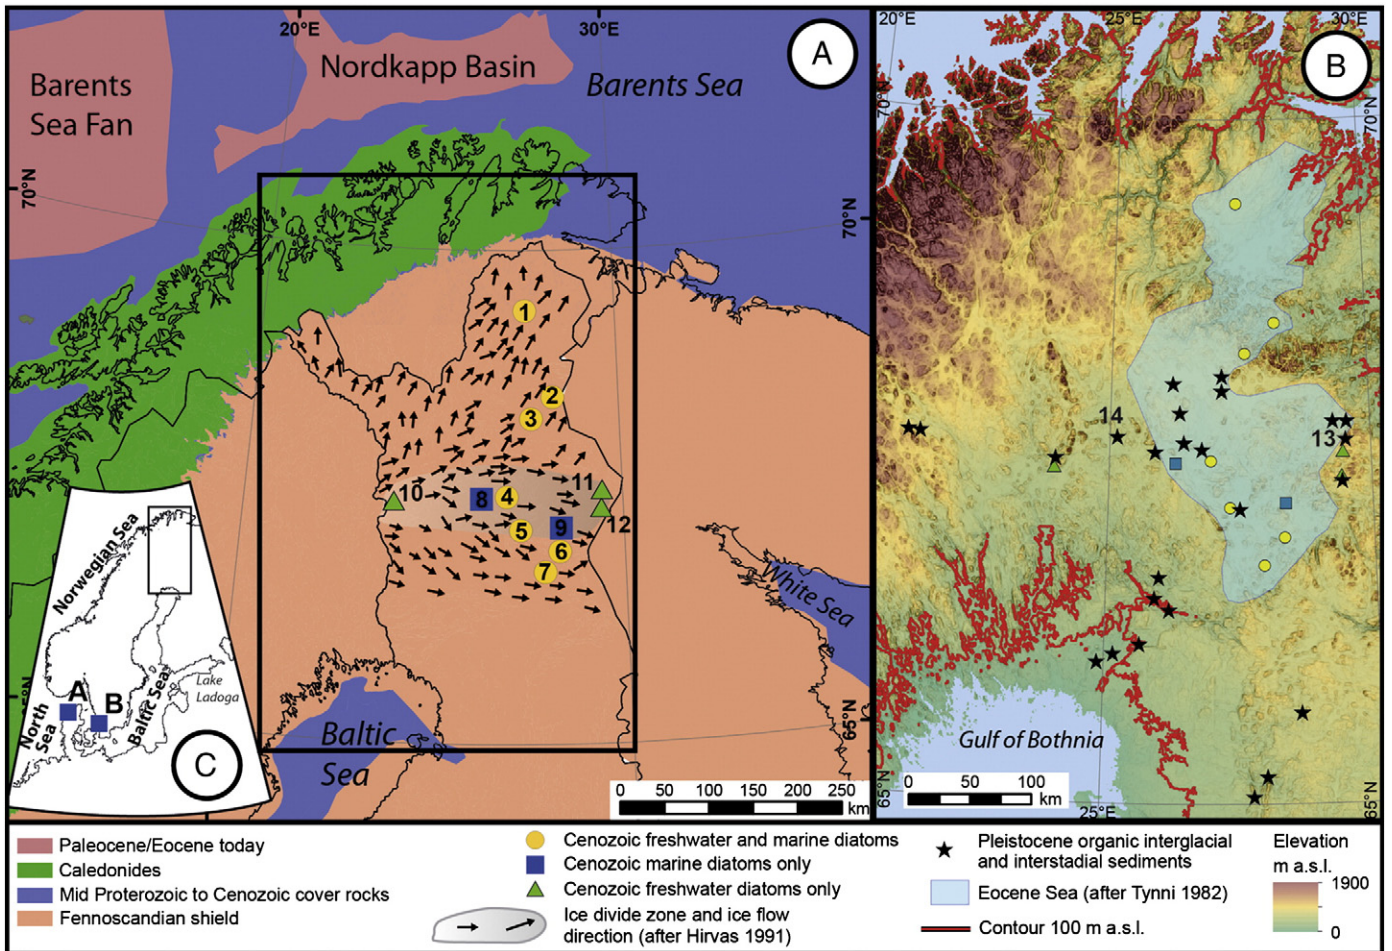 20°E
30°E
A
Barents
Sea Fan
Nordkapp Basin
Barents Sea
70°N
70°N
1
2
3
10
8
4
11
5
9
12
6
7
White Sea
Baltic
Sea
65°N
0 50 100 150 200 250
km
Norwegian Sea
A
B
North
Sea
Baltic Sea
Lake
Ladoga
C
5°N
20°E
25°E
30°E
B
70°N
70°N
14
13
Gulf of Bothnia
0 50 100
km
65°N
25°E
65°N
Paleocene/Eocene today
Caledonides
Mid Proterozoic to Cenozoic cover rocks
Fennoscandian shield
Cenozoic freshwater and marine diatoms
Cenozoic marine diatoms only
Cenozoic freshwater diatoms only
Ice divide zone and ice flow
direction (after Hirvas 1991)
Pleistocene organic interglacial
and interstadial sediments
Eocene Sea (after Tynni 1982)
Contour 100 m a.s.l.
Elevation
m a.s.l.
1900
0